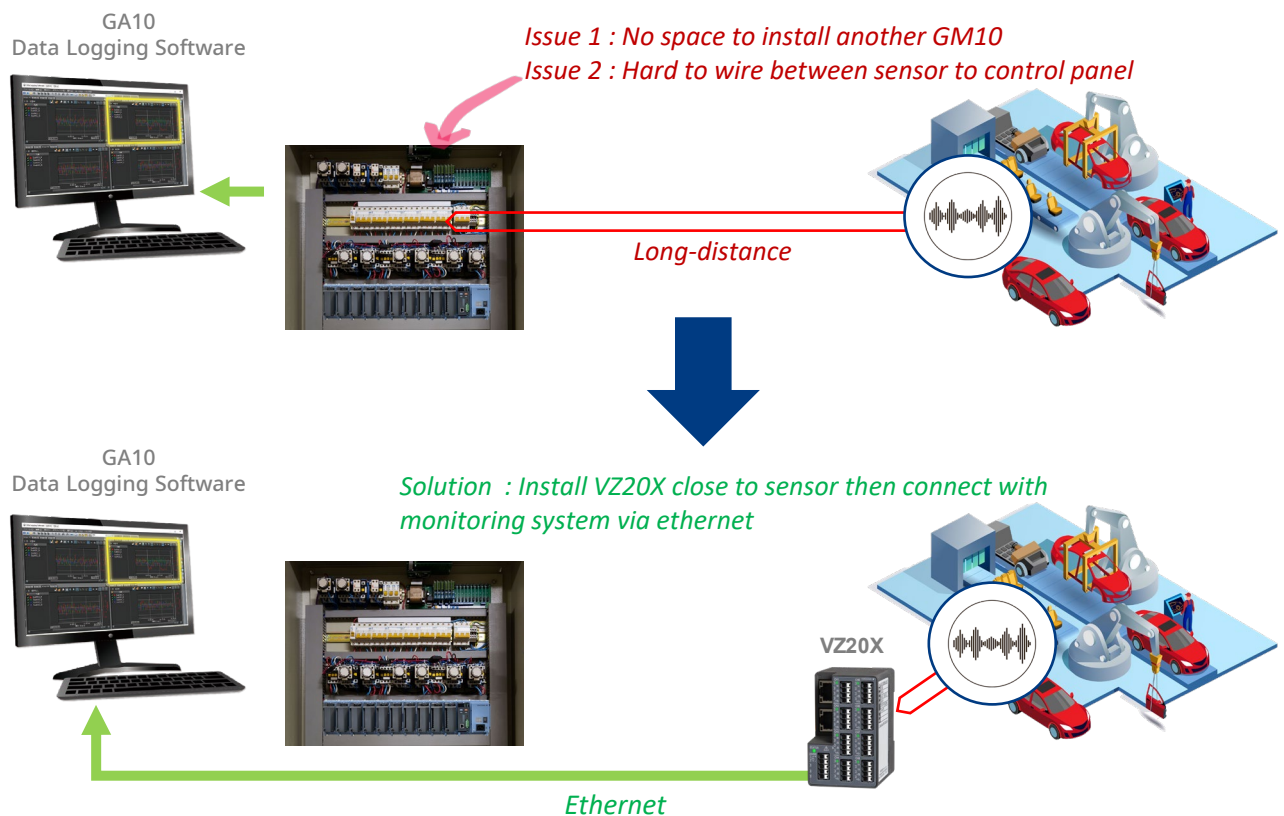 GA10
Data Logging Software
Issue 1 : No space to install another GM10
Issue 2 : Hard to wire between sensor to control panel
Long-distance
GA10
Data Logging Software
Solution : Install VZ20X close to sensor then connect with
monitoring system via ethernet
VZ20X
Ethernet